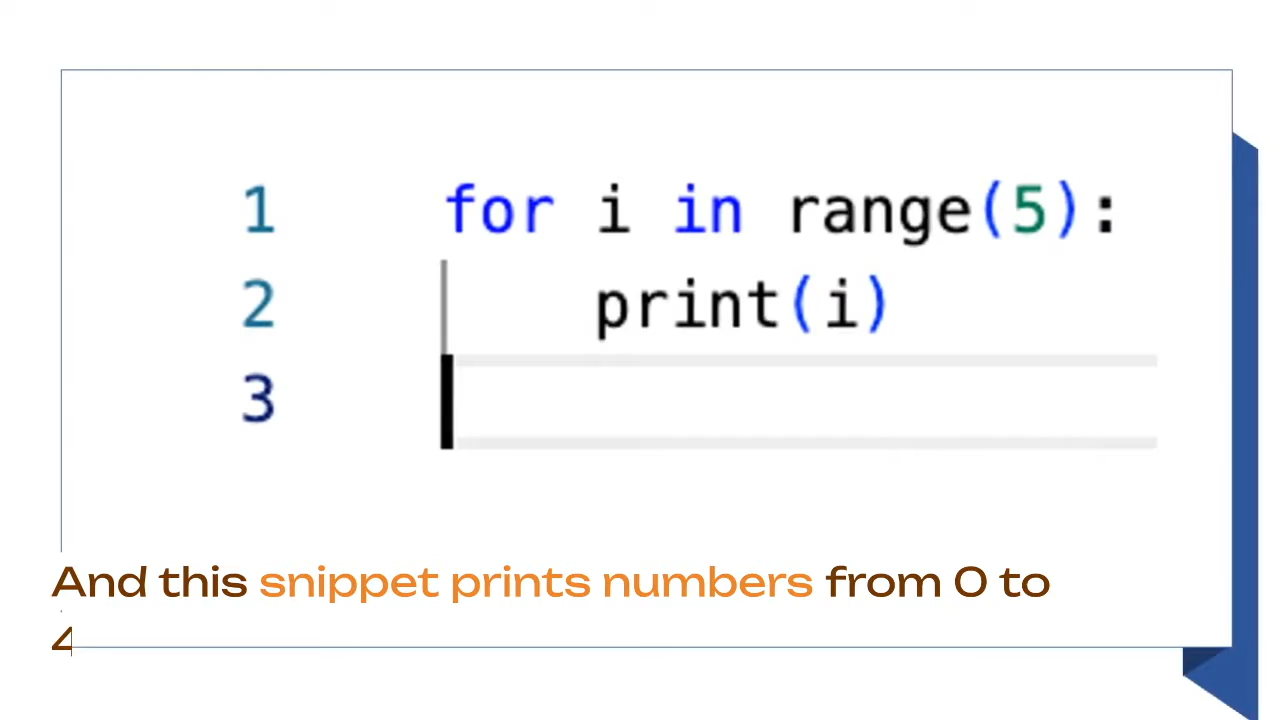 1 for i in range(5):
2 print(i)
3
And this snippet prints numbers from 0 to
4